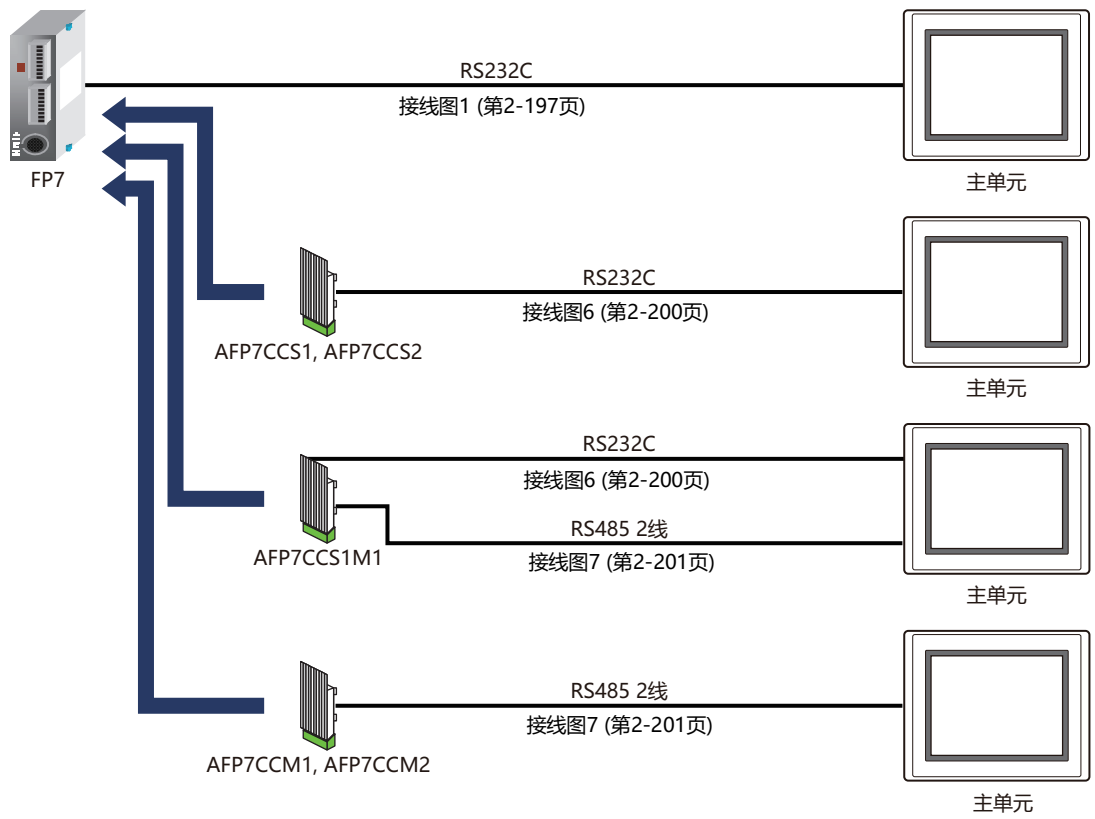 RS232C
接线图1 (第2-197页)
FP7
主单元
RS232C
接线图6 (第2-200页)
AFP7CCS1, AFP7CCS2
主单元
RS232C
接线图6 (第2-200页)
RS485 2线
接线图7 (第2-201页)
AFP7CCS1M1
主单元
RS485 2线
接线图7 (第2-201页)
AFP7CCM1, AFP7CCM2
主单元